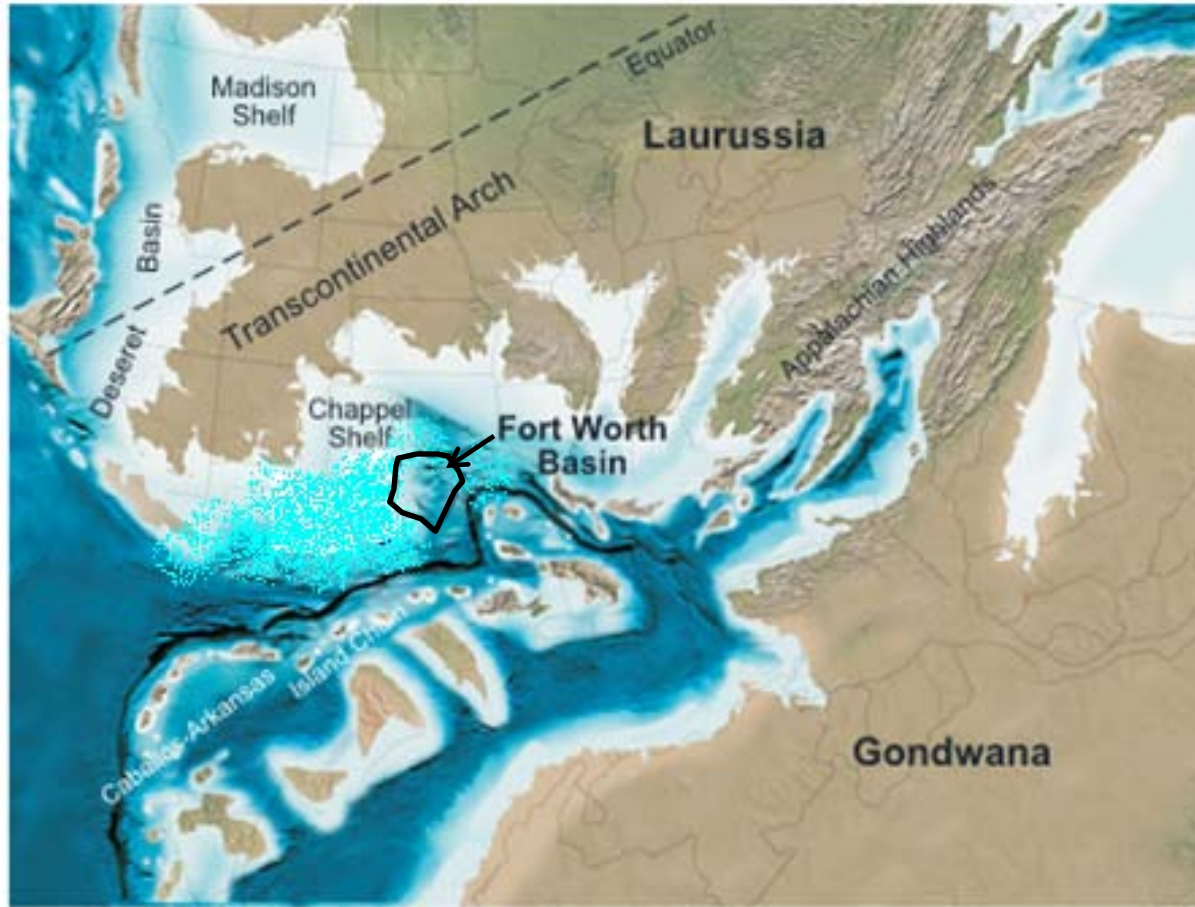 Madison
Shelf
Equator
Laurussia
Basin
Deseret
Transcontinental Arch
Appalachian Highlands
Chappel
Shelf
Fort Worth
Basin
Caballos-Arkansas
Island Chain
Gondwana